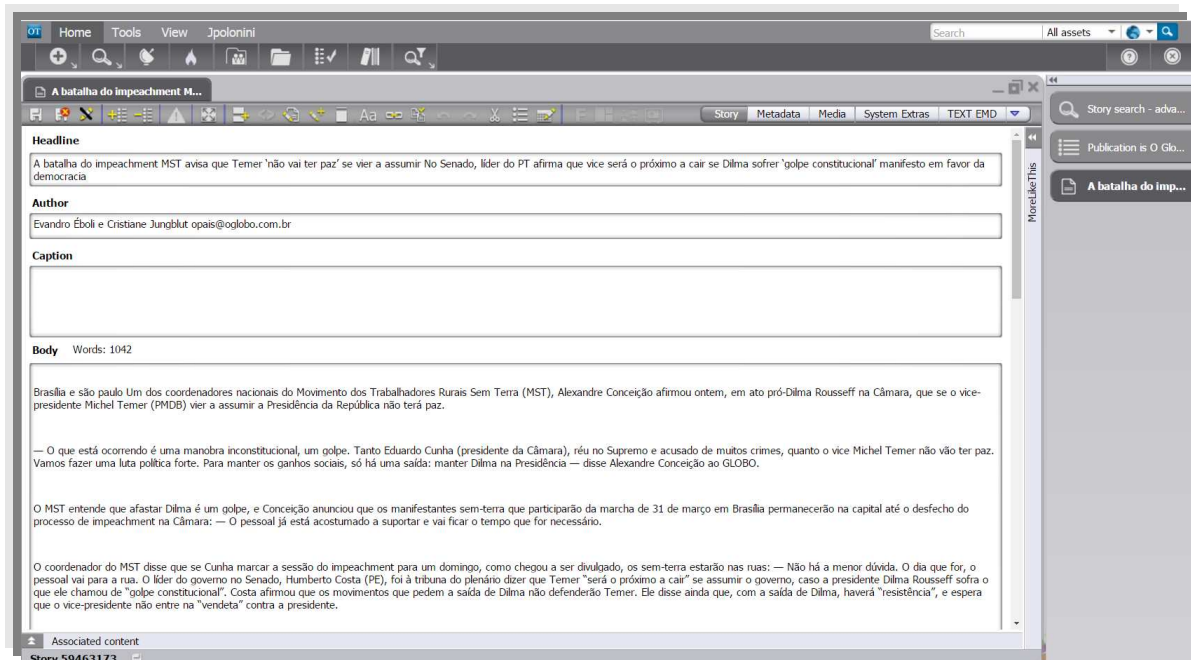 OT Home Tools View Jpolonini
Search All assets
A batalha do impeachment M...
Aa
Story Metadata Media System Extras TEXT EMD
Headline
A batalha do impeachment MST avisa que Temer ‘não vai ter paz’ se vier a assumir No Senado, líder do PT afirma que vice será o próximo a cair se Dilma sofrer ‘golpe constitucional’ manifesto em favor da
democracia
Author
Evandro Éboli e Cristiane Jungblut opais@oglobo.com.br
Caption
Body Words: 1042
Brasília e são paulo Um dos coordenadores nacionais do Movimento dos Trabalhadores Rurais Sem Terra (MST), Alexandre Conceição afirmou ontem, em ato pró-Dilma Rousseff na Câmara, que se o vice-
presidente Michel Temer (PMDB) vier a assumir a Presidência da República não terá paz.
— O que está ocorrendo é uma manobra inconstitucional, um golpe. Tanto Eduardo Cunha (presidente da Câmara), réu no Supremo e acusado de muitos crimes, quanto o vice Michel Temer não vão ter paz.
Vamos fazer uma luta política forte. Para manter os ganhos sociais, só há uma saída: manter Dilma na Presidência — disse Alexandre Conceição ao GLOBO.
O MST entende que afastar Dilma é um golpe, e Conceição anunciou que os manifestantes sem-terra que participarão da marcha de 31 de março em Brasília permanecerão na capital até o desfecho do
processo de impeachment na Câmara: — O pessoal já está acostumado a suportar e vai ficar o tempo que for necessário.
O coordenador do MST disse que se Cunha marcar a sessão do impeachment para um domingo, como chegou a ser divulgado, os sem-terra estarão nas ruas: — Não há a menor dúvida. O dia que for, o
pessoal vai para a rua. O líder do governo no Senado, Humberto Costa (PE), foi à tribuna do plenário dizer que Temer “será o próximo a cair” se assumir o governo, caso a presidente Dilma Rousseff sofra o
que ele chamou de “golpe constitucional”. Costa afirmou que os movimentos que pedem a saída de Dilma não defenderão Temer. Ele disse ainda que, com a saída de Dilma, haverá “resistência”, e espera
que o vice-presidente não entre na “vendeta” contra a presidente.
Associated content
Story 59463173
MoreLikeThis
Story search - adva...
Publication is O Glo...
A batalha do imp...